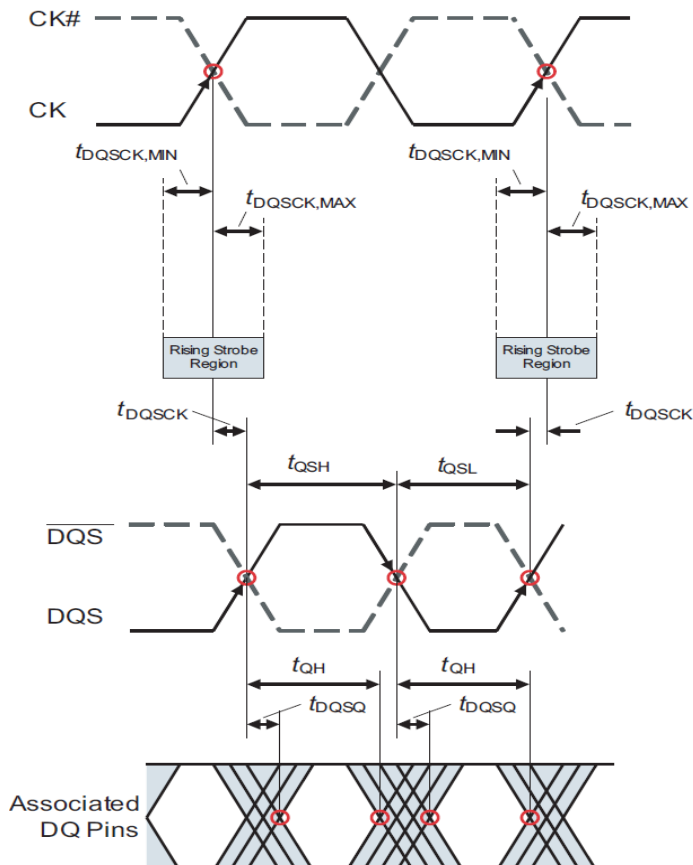 CK#
CK
tDQSCK,MIN
tDQSCK,MIN
tDQSCK,MAX
tDQSCK,MAX
Rising Strobe
Region
Rising Strobe
Region
tDQSCK
tDQSCK
tQSH
tQSL
D̅Q̅S̅
DQS
tQH
tQH
tDQSQ
tDQSQ
Associated
DQ Pins